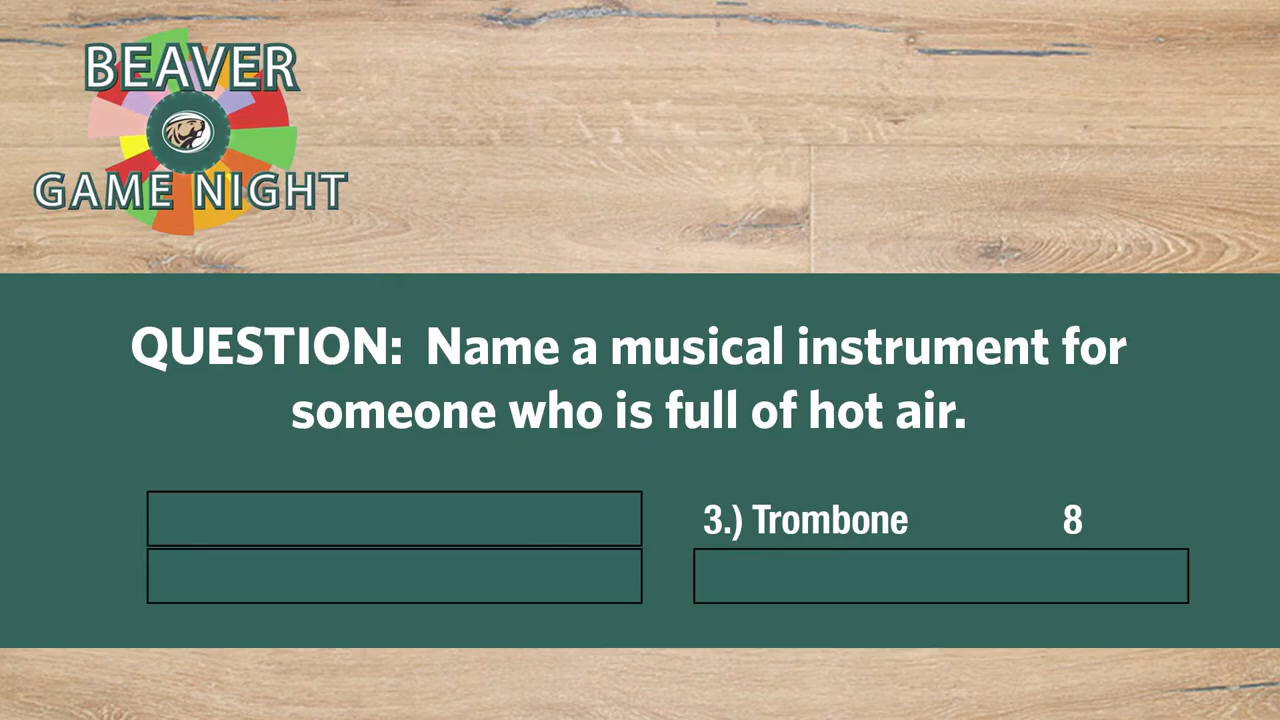 BEAVER
GAME NIGHT
QUESTION: Name a musical instrument for
someone who is full of hot air.
3.) Trombone 8